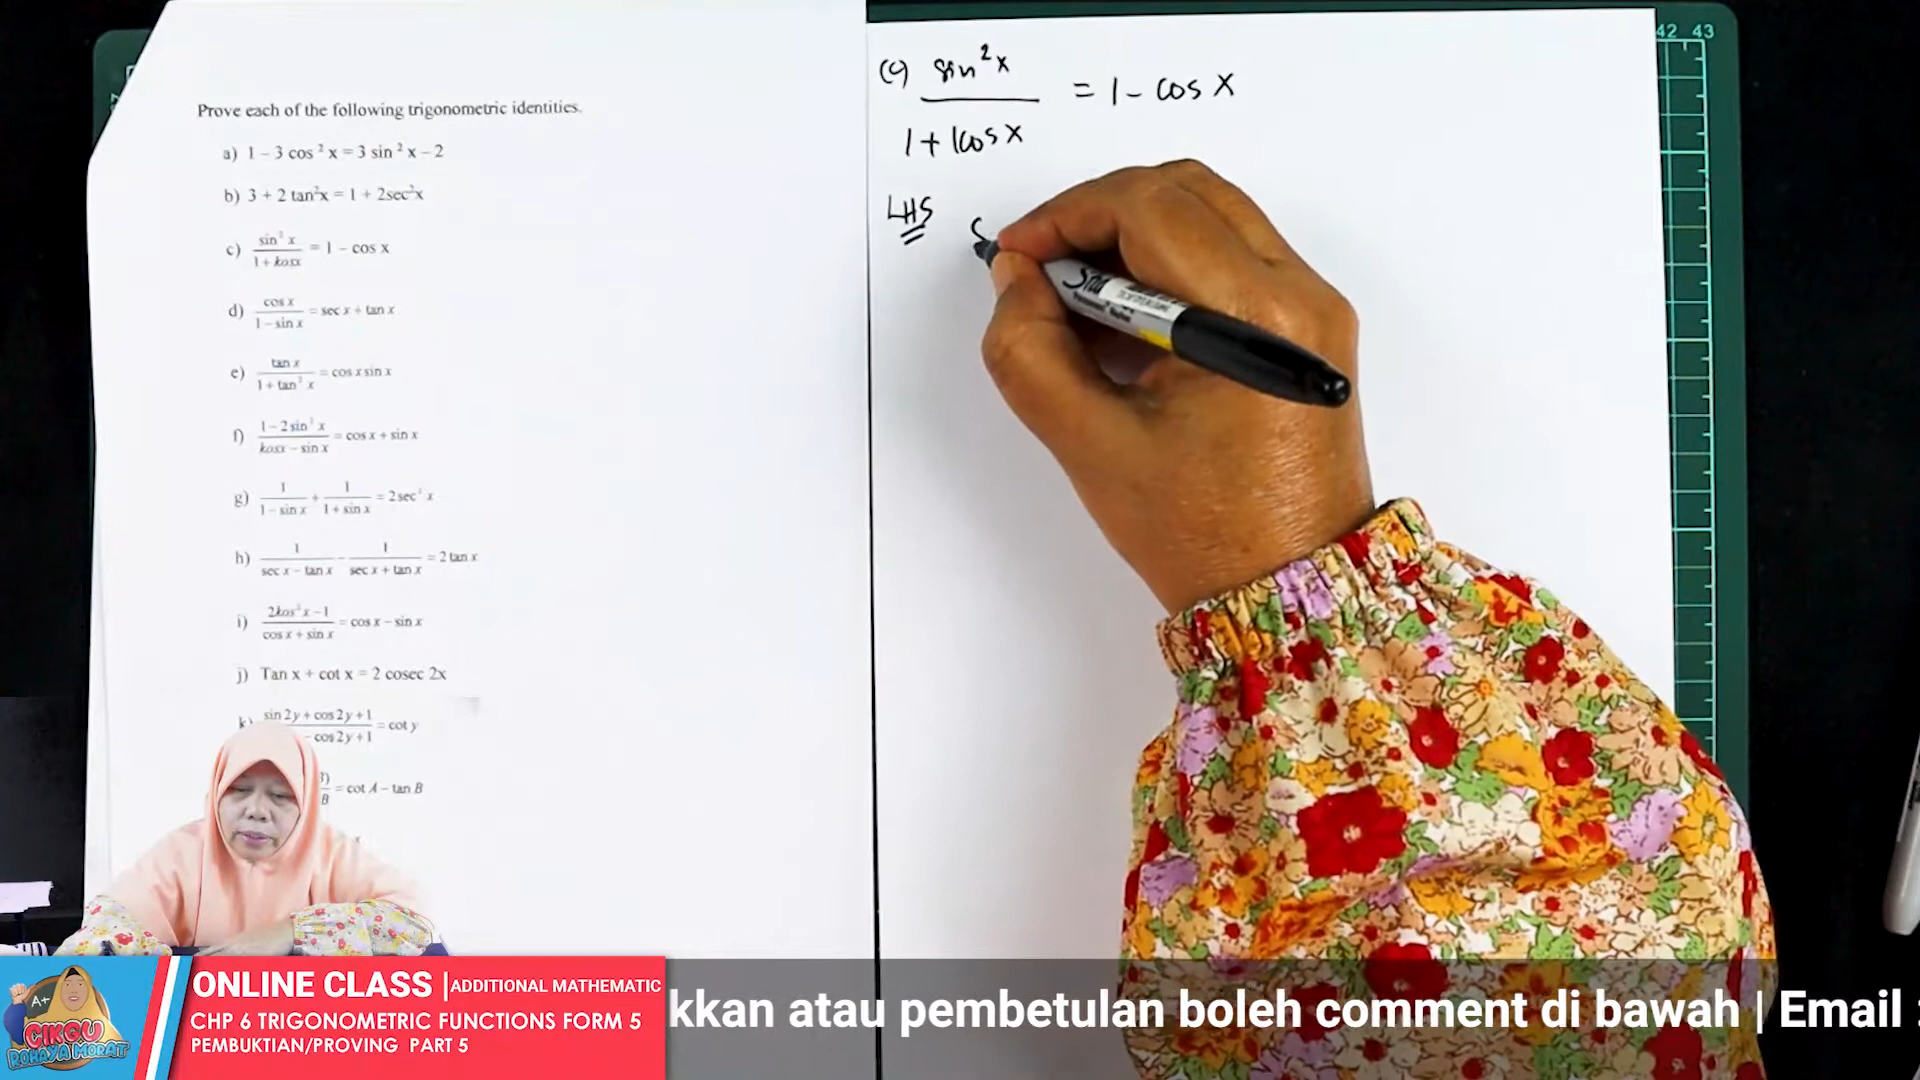 Prove each of the following trigonometric identities.
a) 1 – 3 cos ² x = 3 sin ² x – 2
b) 3 + 2 tan²x = 1 + 2sec²x
c) sin² x / 1 + kosx = 1 – cos x
d) cos x / 1 – sin x = sec x + tan x
e) tan x / 1 + tan² x = cos x sin x
f) 1 – 2 sin² x / kosx – sin x = cos x + sin x
g) 1 / 1 – sin x + 1 / 1 + sin x = 2 sec² x
h) 1 / sec x – tan x – 1 / sec x + tan x = 2 tan x
i) 2kos² x – 1 / cos x + sin x = cos x – sin x
j) Tan x + cot x = 2 cosec 2x
k) sin 2y + cos 2y + 1 / – cos 2y + 1 = cot y
B = cot A – tan B
(c) sin²x / 1 + kos x = 1 – cos x
LHS
42 43
A+
CIKGU
ROHAYA MORAT
ONLINE CLASS | ADDITIONAL MATHEMATIC
CHP 6 TRIGONOMETRIC FUNCTIONS FORM 5
PEMBUKTIAN/PROVING PART 5
kkan atau pembetulan boleh comment di bawah | Email :